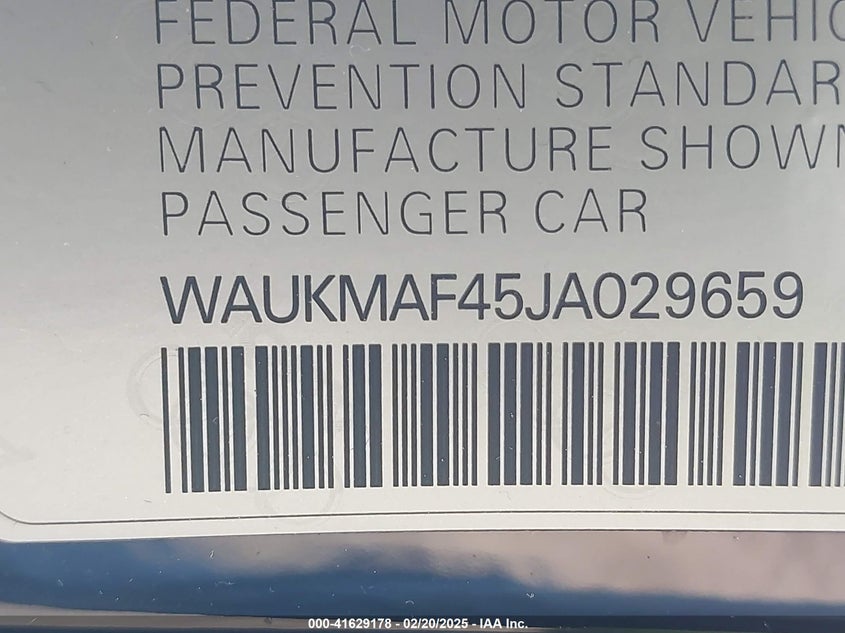 FEDERAL MOTOR VEHIC
PREVENTION STANDAR
MANUFACTURE SHOWN
PASSENGER CAR
WAUKMAF45JA029659
000-41629178 - 02/20/2025 - IAA Inc.